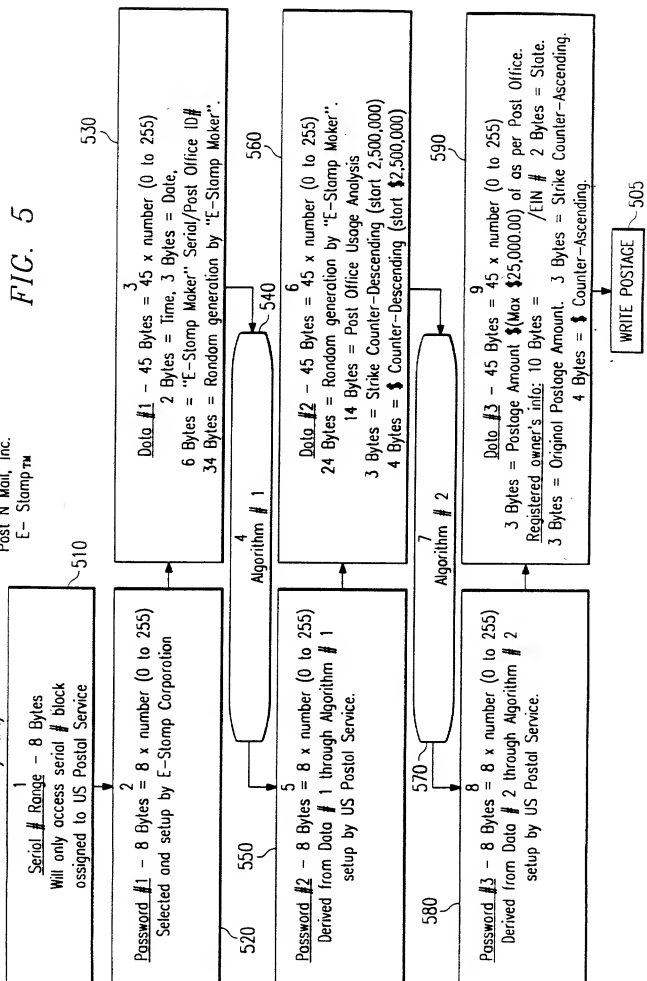 Post N Mail, Inc.
E- Stamp™
FIG. 5
510
1
Serial # Range - 8 Bytes
Will only access serial # block
assigned to US Postal Service
2
Password #1 - 8 Bytes = 8 x number (0 to 255)
Selected and setup by E-Stamp Corporation
520
530
3
Data #1 - 45 Bytes = 45 x number (0 to 255)
2 Bytes = Time, 3 Bytes = Date,
6 Bytes = "E-Stamp Maker" Serial/Post Office ID#
34 Bytes = Random generation by "E-Stamp Maker".
540
4
Algorithm # 1
550
5
Password #2 - 8 Bytes = 8 x number (0 to 255)
Derived from Data # 1 through Algorithm # 1
setup by US Postal Service.
560
6
Data #2 - 45 Bytes = 45 x number (0 to 255)
24 Bytes = Random generation by "E-Stamp Maker".
14 Bytes = Post Office Usage Analysis
3 Bytes = Strike Counter-Descending (start 2,500,000)
4 Bytes = $ Counter-Descending (start $2,500,000)
570
7
Algorithm # 2
580
8
Password #3 - 8 Bytes = 8 x number (0 to 255)
Derived from Data # 2 through Algorithm # 2
setup by US Postal Service.
590
9
Data #3 - 45 Bytes = 45 x number (0 to 255)
3 Bytes = Postage Amount $(Max $25,000.00) of as per Post Office.
Registered owner's info: 10 Bytes = /EIN # 2 Bytes = State.
3 Bytes = Original Postage Amount. 3 Bytes = Strike Counter-Ascending.
4 Bytes = $ Counter-Ascending.
WRITE POSTAGE
505